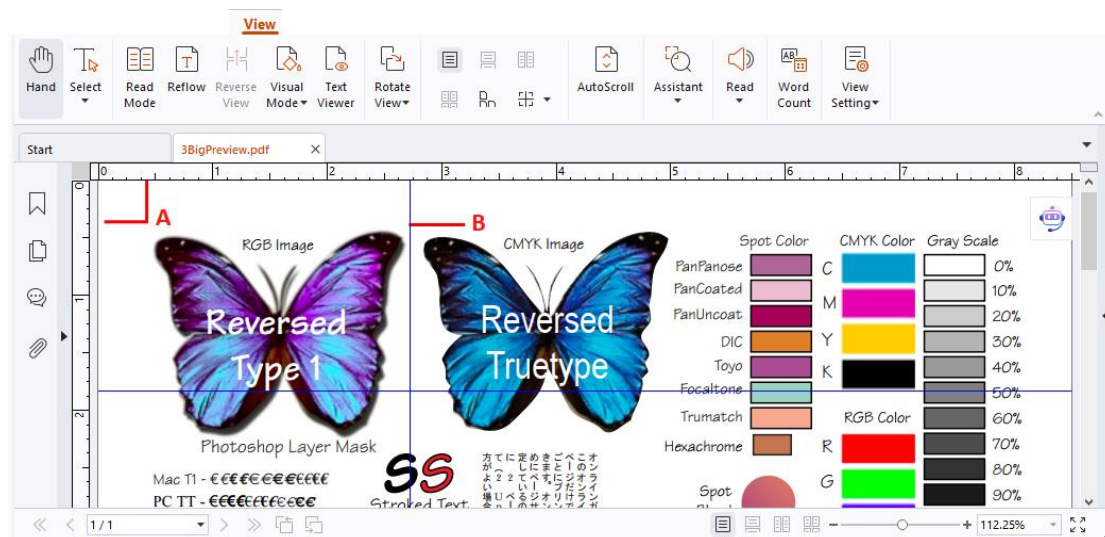 View
Hand
Select
Read Mode
Reflow
Reverse View
Visual Mode
Text Viewer
Rotate View
AutoScroll
Assistant
Read
Word Count
View Setting
Start
3BigPreview.pdf
0 1 2 3 4 5 6 7 8
0
1
2
A
B
RGB Image
Reversed
Type 1
Photoshop Layer Mask
CMYK Image
Reversed
Truetype
Spot Color
PanPanose
PanCoated
PanUncoat
DIC
Toyo
Focaltone
Trumatch
Hexachrome
Spot
CMYK Color
C
M
Y
K
RGB Color
R
G
Gray Scale
0%
10%
20%
30%
40%
50%
60%
70%
80%
90%
Mac T1 -
PC TT -
SS
Stroked Text
1 / 1
112.25%